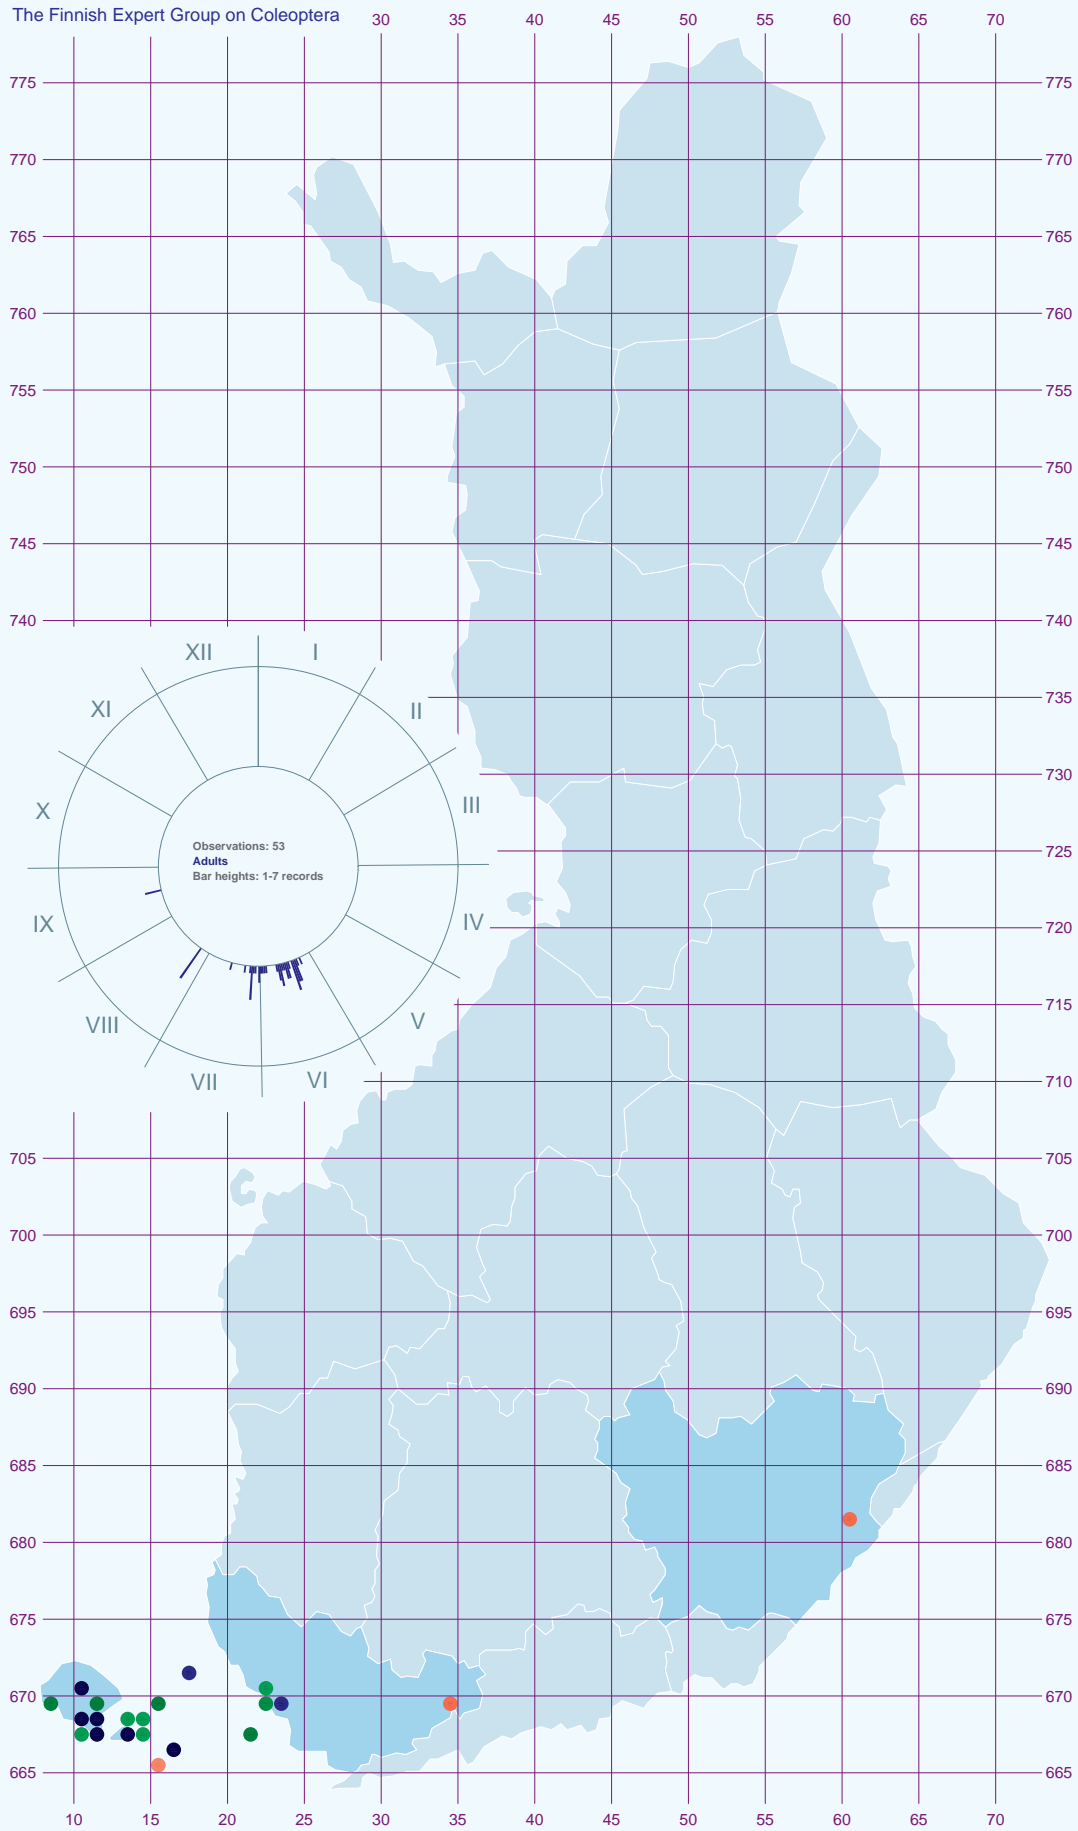 The Finnish Expert Group on Coleoptera
30 35 40 45 50 55 60 65 70
775 775
770 770
765 765
760 760
755 755
750 750
745 745
740 740
XII I
XI II
735
730
X III
725
Observations: 53
Adults
Bar heights: 1-7 records
IX IV
720
715
VIII V
VII VI
710
705 705
700 700
695 695
690 690
685 685
680 680
675 675
670 670
665 665
10 15 20 25 30 35 40 45 50 55 60 65 70